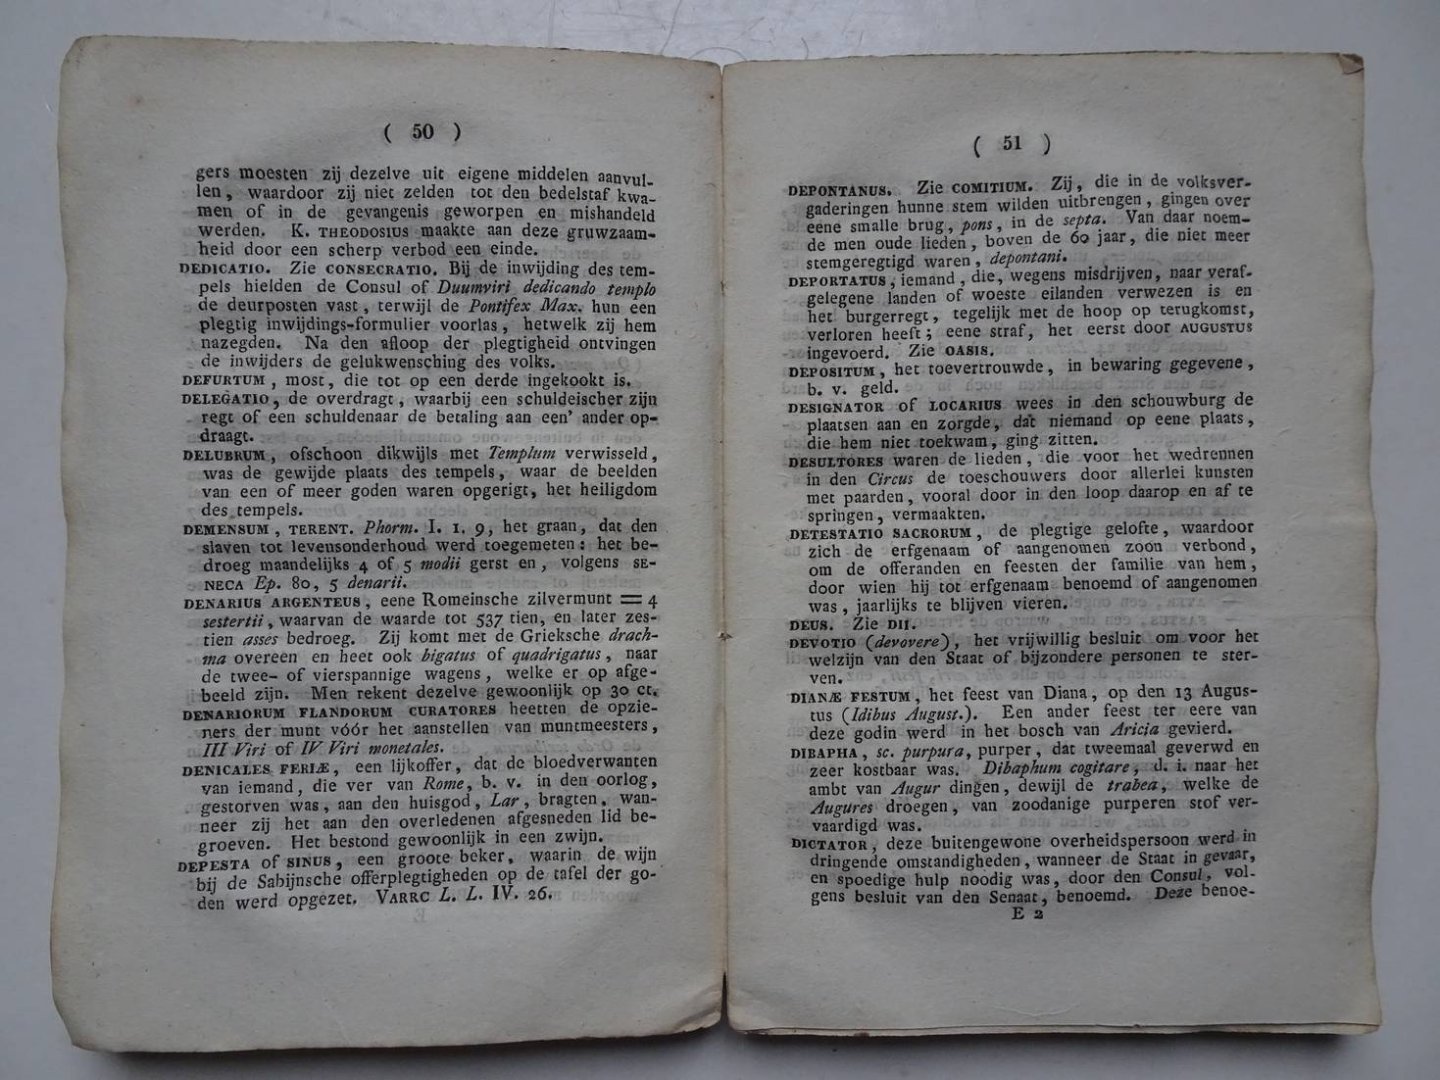 ( 50 )
gers moesten zij dezelve uit eigene middelen aanvul-
len, waardoor zij niet zelden tot den bedelstaf kwa-
men of in de gevangenis geworpen en mishandeld
werden. K. THEODOSIUS maakte aan deze gruwzaam-
heid door een scherp verbod een einde.
DEDICATIO. Zie CONSECRATIO. Bij de inwijding des tem-
pels hielden de Consul of Duumviri dedicando templo
de deurposten vast, terwijl de Pontifex Max. hun een
plegtig inwijdings-formulier voorlas, hetwelk zij hem
nazegden. Na den afloop der plegtigheid ontvingen
de inwijders de gelukwensching des volks.
DEFURTUM, most, die tot op een derde ingekookt is.
DELEGATIO, de overdragt, waarbij een schuldeischer zijn
regt of een schuldenaar de betaling aan een' ander op-
draagt.
DELUBRUM, ofschoon dikwijls met Templum verwisseld,
was de gewijde plaats des tempels, waar de beelden
van een of meer goden waren opgerigt, het heiligdom
des tempels.
DEMENSUM, TERENT. Phorm. I. 1. 9, het graan, dat den
slaven tot levensonderhoud werd toegemeten: het be-
droeg maandelijks 4 of 5 modii gerst en, volgens SE-
NECA Ep. 80, 5 denarii.
DENARIUS ARGENTEUS, eene Romeinsche zilvermunt = 4
sestertii, waarvan de waarde tot 537 tien, en later zes-
tien asses bedroeg. Zij komt met de Grieksche drach-
ma overeen en heet ook bigatus of quadrigatus, naar
de twee- of vierspannige wagens, welke er op afge-
beeld zijn. Men rekent dezelve gewoonlijk op 30 ct.
DENARIORUM FLANDORUM CURATORES heetten de opzie-
ners der munt vóór het aanstellen van muntmeesters,
III Viri of IV Viri monetales.
DENICALES FERIÆ, een lijkoffer, dat de bloedverwanten
van iemand, die ver van Rome, b. v. in den oorlog,
gestorven was, aan den huisgod, Lar, bragten, wan-
neer zij het aan den overledenen afgesneden lid be-
groeven. Het bestond gewoonlijk in een zwijn.
DEPESTA of SINUS, een groote beker, waarin de wijn
bij de Sabijnsche offerplegtigheden op de tafel der go-
den werd opgezet. VARRC L. L. IV. 26.
( 51 )
DEPONTANUS. Zie COMITIUM. Zij, die in de volksver-
gaderingen hunne stem wilden uitbrengen, gingen over
eene smalle brug, pons, in de septa. Van daar noem-
de men oude lieden, boven de 60 jaar, die niet meer
stemgeregtigd waren, depontani.
DEPORTATUS, iemand, die, wegens misdrijven, naar veraf-
gelegene landen of woeste eilanden verwezen is en
het burgerregt, tegelijk met de hoop op terugkomst,
verloren heeft; eene straf, het eerst door AUGUSTUS
ingevoerd. Zie OASIS.
DEPOSITUM, het toevertrouwde, in bewaring gegevene,
b. v. geld.
DESIGNATOR of LOCARIUS wees in den schouwburg de
plaatsen aan en zorgde, dat niemand op eene plaats,
die hem niet toekwam, ging zitten.
DESULTORES waren de lieden, die voor het wedrennen
in den Circus de toeschouwers door allerlei kunsten
met paarden, vooral door in den loop daarop en af te
springen, vermaakten.
DETESTATIO SACRORUM, de plegtige gelofte, waardoor
zich de erfgenaam of aangenomen zoon verbond,
om de offeranden en feesten der familie van hem,
door wien hij tot erfgenaam benoemd of aangenomen
was, jaarlijks te blijven vieren.
DEUS. Zie DII.
DEVOTIO (devovere), het vrijwillig besluit om voor het
welzijn van den Staat of bijzondere personen te ster-
ven.
DIANÆ FESTUM, het feest van Diana, op den 13 Augus-
tus (Idibus August.). Een ander feest ter eere van
deze godin werd in het bosch van Aricia gevierd.
DIBAPHA, sc. purpura, purper, dat tweemaal geverwd en
zeer kostbaar was. Dibaphum cogitare, d. i. naar het
ambt van Augur dingen, dewijl de trabea, welke de
Augures droegen, van zoodanige purperen stof ver-
vaardigd was.
DICTATOR, deze buitengewone overheidspersoon werd in
dringende omstandigheden, wanneer de Staat in gevaar,
en spoedige hulp noodig was, door den Consul, vol-
gens besluit van den Senaat, benoemd. Deze benoe-
E 2